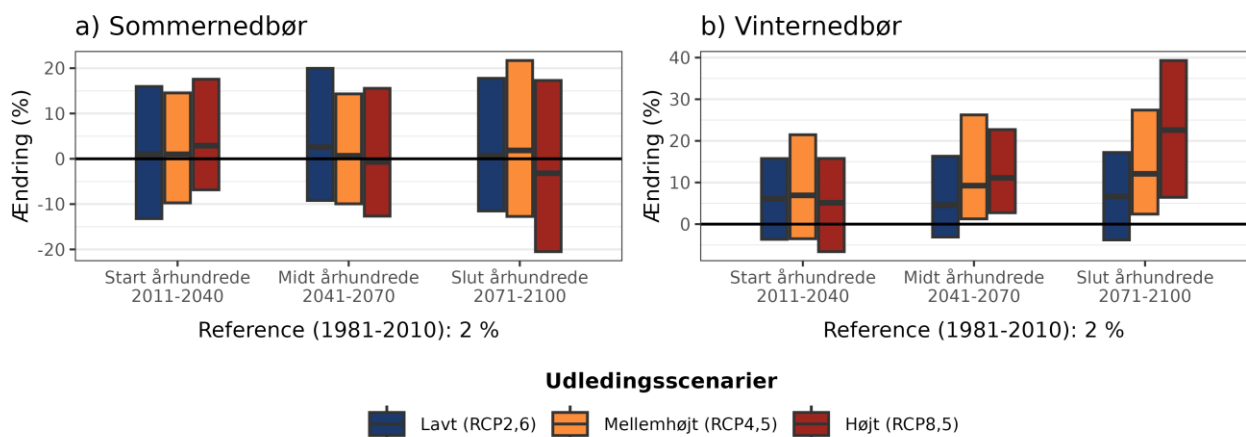 a) Sommernedbør
Ændring (%)
20
10
0
-10
-20
Start århundrede
2011-2040
Midt århundrede
2041-2070
Slut århundrede
2071-2100
Reference (1981-2010): 2 %
b) Vinternedbør
Ændring (%)
40
30
20
10
0
Start århundrede
2011-2040
Midt århundrede
2041-2070
Slut århundrede
2071-2100
Reference (1981-2010): 2 %
Udledingsscenarier
Lavt (RCP2,6)
Mellemhøjt (RCP4,5)
Højt (RCP8,5)